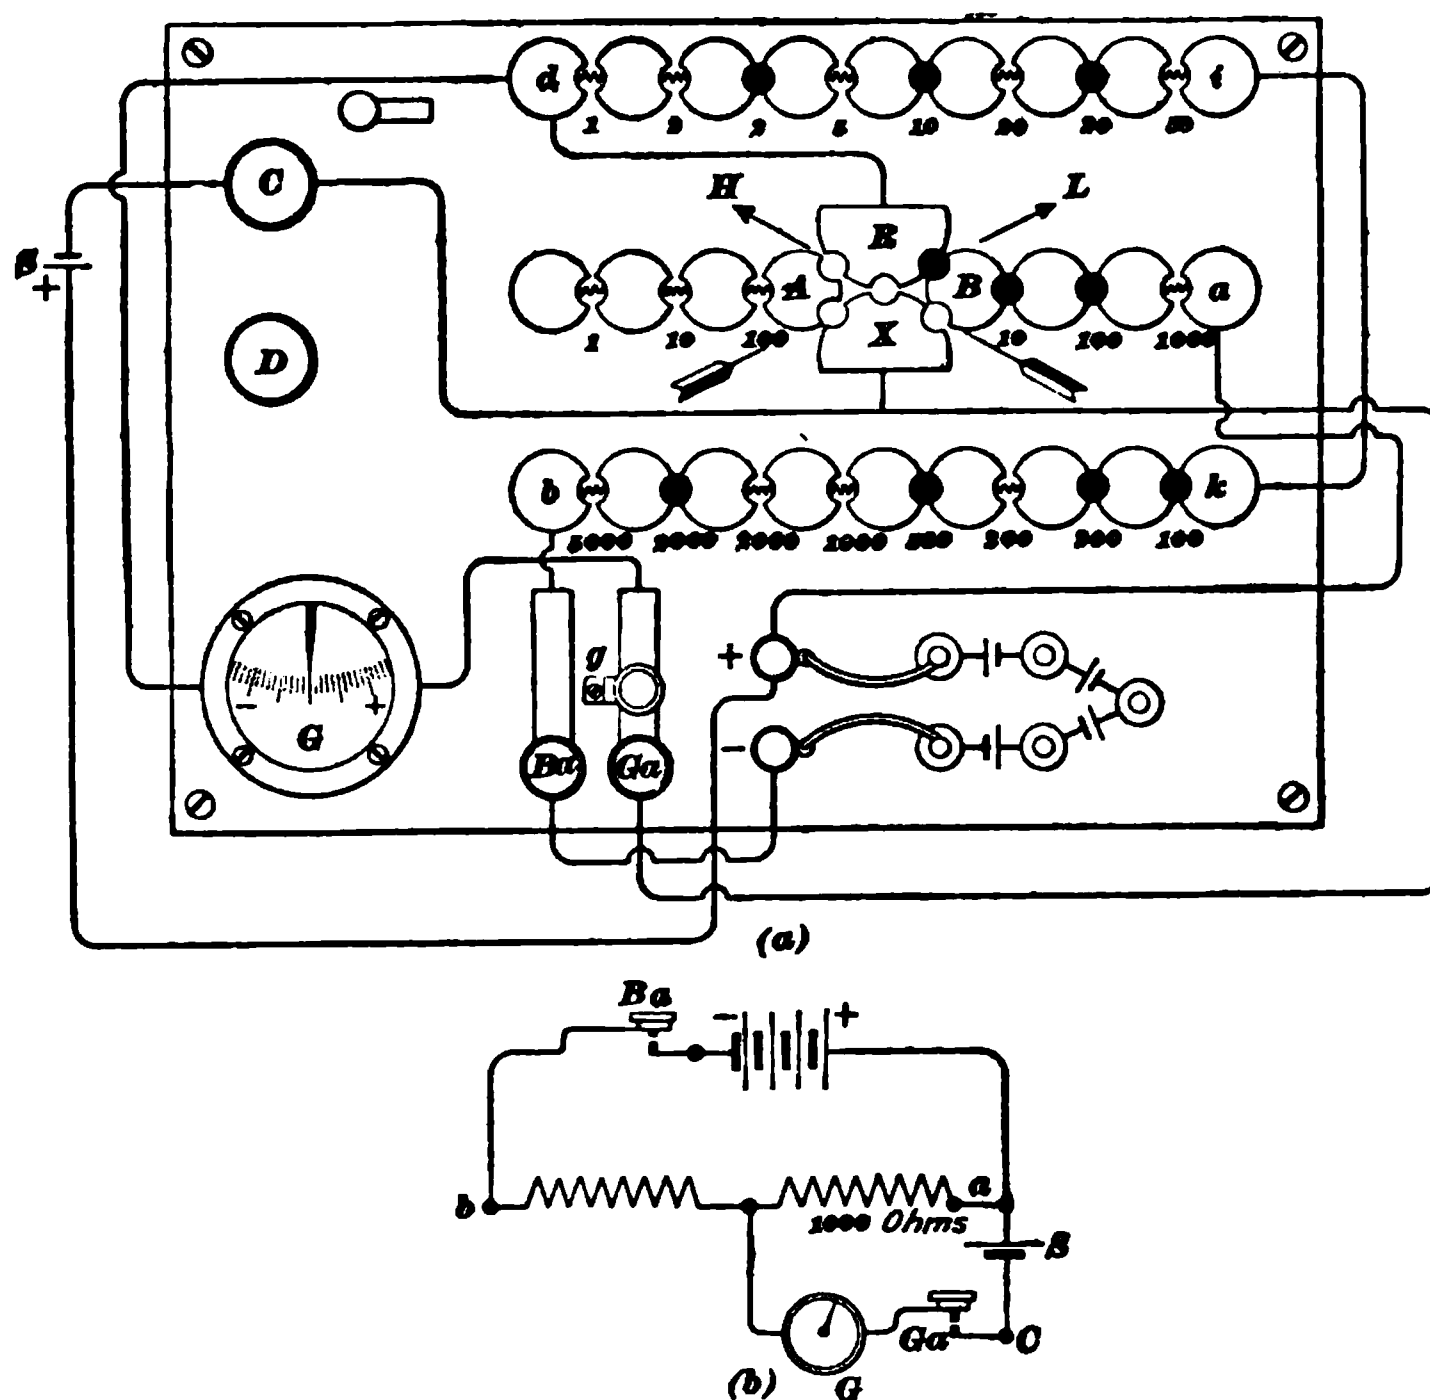 d i
1 2 2 5 10 20 20 50
C
H L
R
S
+
A B a
1 10 100 X 10 100 1000
D
b k
5000 2000 2000 1000 500 200 200 100
g
+
- +
G
Ba Ga
-
(a)
Ba - +
b a
1000 Ohms
S
Ga C
(b) G